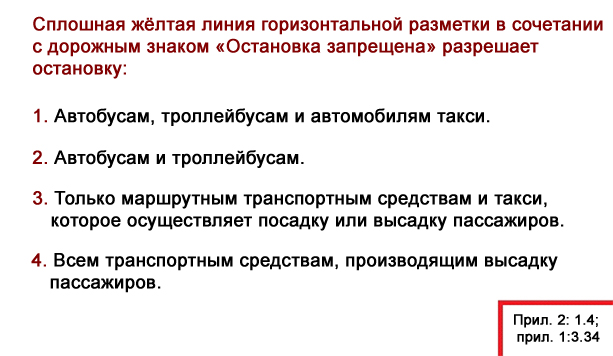 Сплошная жёлтая линия горизонтальной разметки в сочетании
с дорожным знаком «Остановка запрещена» разрешает
остановку:
1. Автобусам, троллейбусам и автомобилям такси.
2. Автобусам и троллейбусам.
3. Только маршрутным транспортным средствам и такси,
которое осуществляет посадку или высадку пассажиров.
4. Всем транспортным средствам, производящим высадку
пассажиров.
Прил. 2: 1.4;
прил. 1:3.34